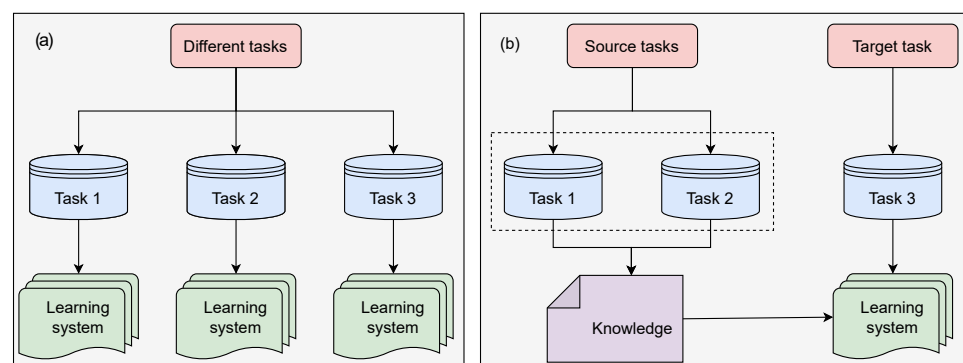 (a)
Different tasks
Task 1
Task 2
Task 3
Learning
system
Learning
system
Learning
system
(b)
Source tasks
Target task
Task 1
Task 2
Task 3
Knowledge
Learning
system